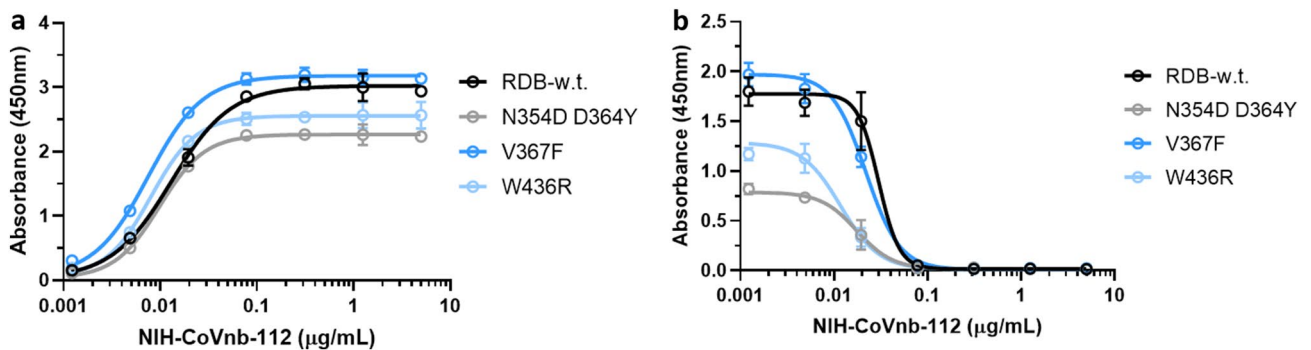 a
Absorbance (450nm)
4
3
2
1
0
0.001
0.01
0.1
1
10
NIH-CoVnb-112 (μg/mL)
RDB-w.t.
N354D D364Y
V367F
W436R
b
Absorbance (450nm)
2.5
2.0
1.5
1.0
0.5
0.0
0.001
0.01
0.1
1
10
NIH-CoVnb-112 (μg/mL)
RDB-w.t.
N354D D364Y
V367F
W436R